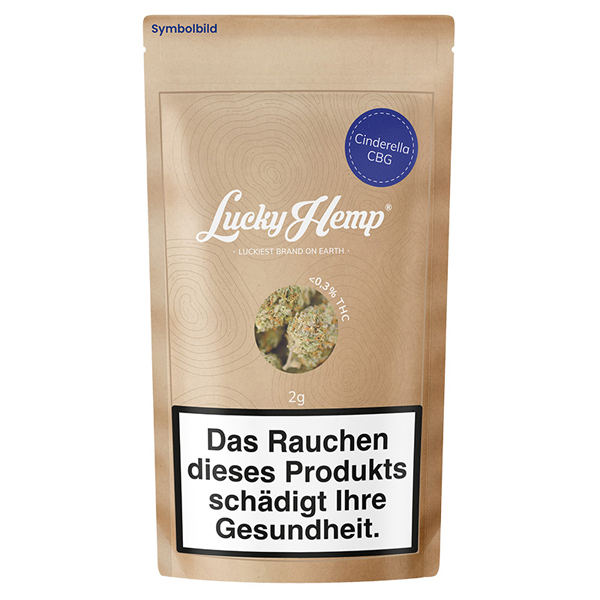 Symbolbild
Cinderella
CBG
Lucky Hemp®
· LUCKIEST BRAND ON EARTH ·
<0,3% THC
2g
Das Rauchen
dieses Produkts
schädigt Ihre
Gesundheit.